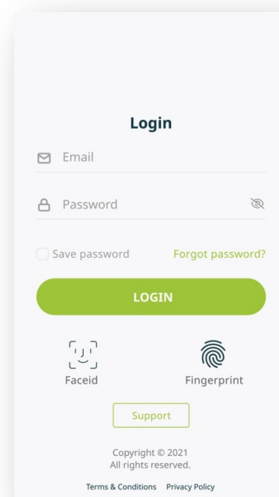 Login
Email
Password
Save password Forgot password?
LOGIN
Faceid Fingerprint
Support
Copyright © 2021
All rights reserved.
Terms & Conditions Privacy Policy